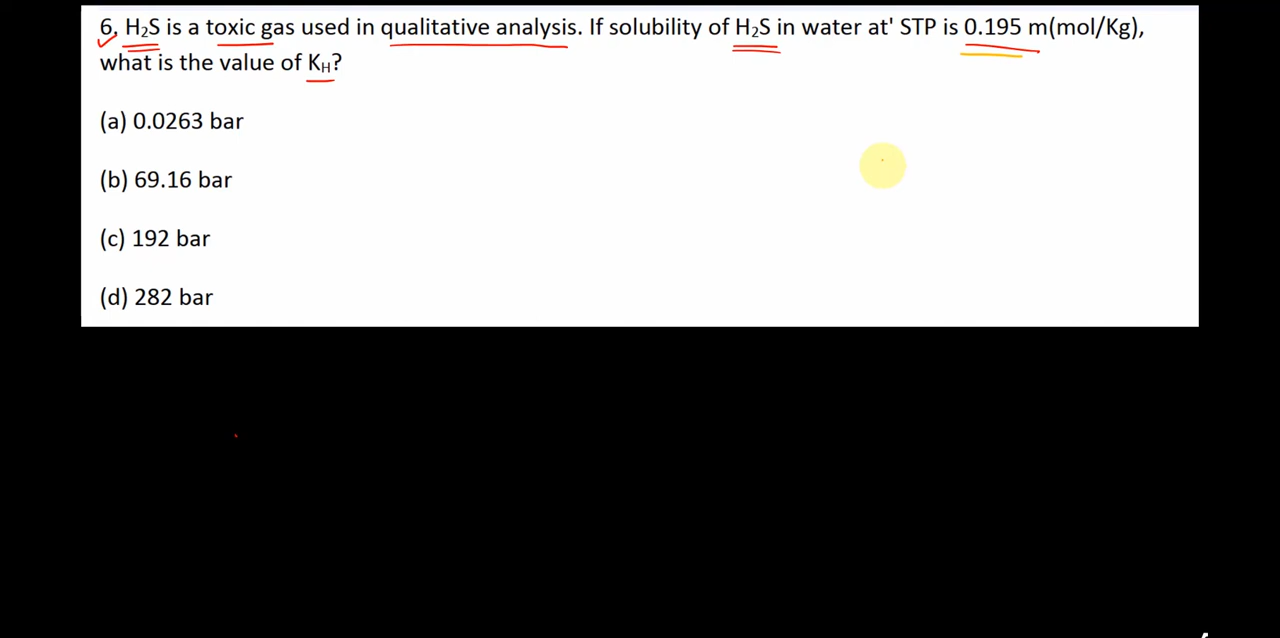 6. H₂S is a toxic gas used in qualitative analysis. If solubility of H₂S in water at' STP is 0.195 m(mol/Kg),
what is the value of K_H?
(a) 0.0263 bar
(b) 69.16 bar
(c) 192 bar
(d) 282 bar